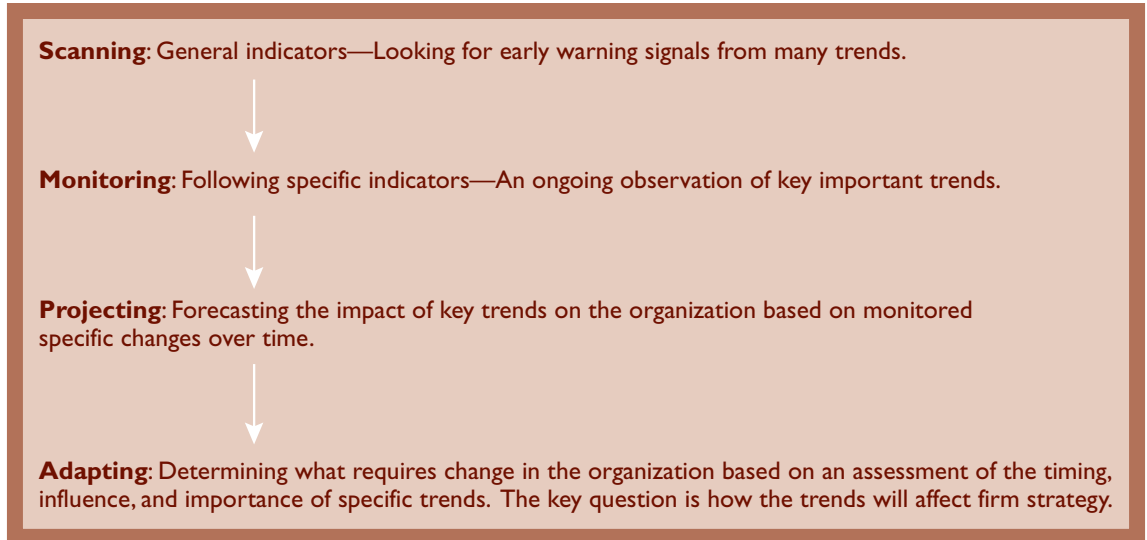 Scanning: General indicators—Looking for early warning signals from many trends.
Monitoring: Following specific indicators—An ongoing observation of key important trends.
Projecting: Forecasting the impact of key trends on the organization based on monitored
specific changes over time.
Adapting: Determining what requires change in the organization based on an assessment of the timing,
influence, and importance of specific trends. The key question is how the trends will affect firm strategy.